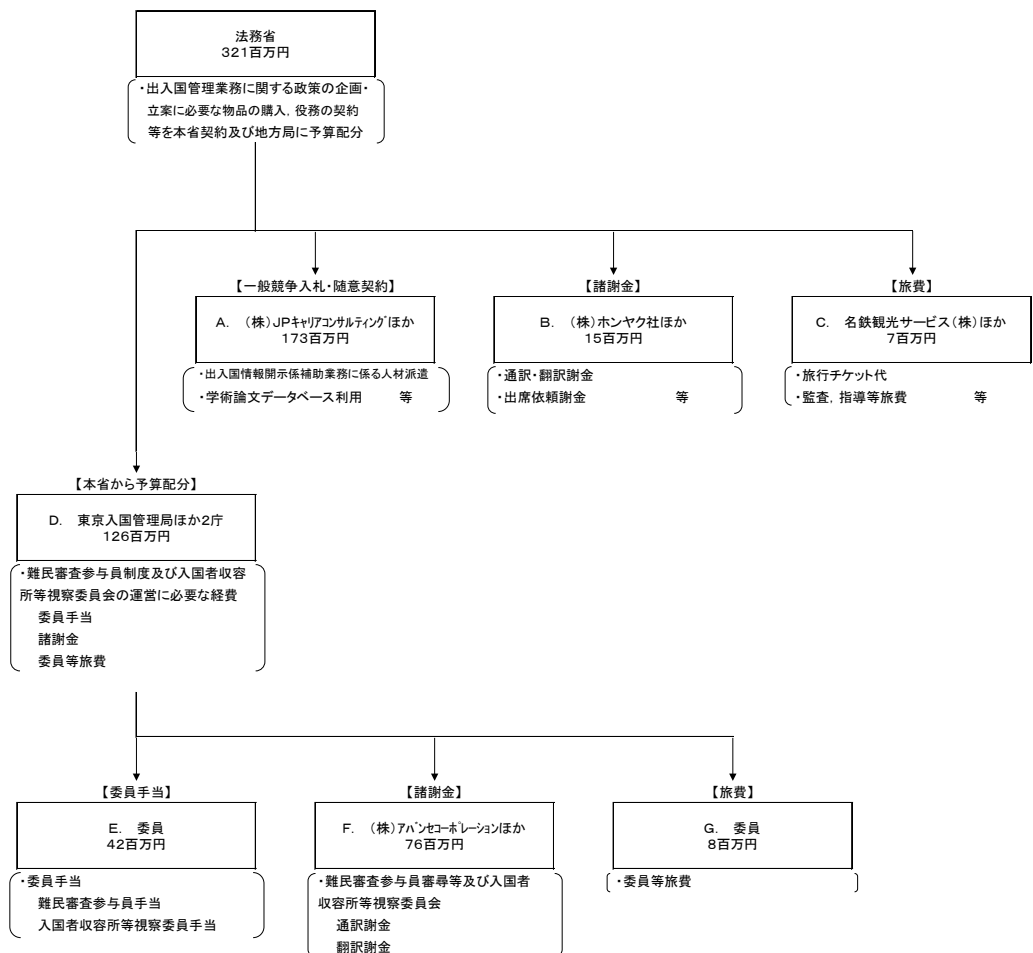 法務省
321百万円
・出入国管理業務に関する政策の企画・
立案に必要な物品の購入，役務の契約
等を本省契約及び地方局に予算配分
【一般競争入札・随意契約】
A.　（株）JPｷｬﾘｱｺﾝｻﾙﾃｨﾝｸﾞほか
173百万円
・出入国情報開示係補助業務に係る人材派遣
・学術論文データベース利用　　等
【諸謝金】
B.　（株）ホンヤク社ほか
15百万円
・通訳・翻訳謝金
・出席依頼謝金　　　　等
【旅費】
C.　名鉄観光サービス（株）ほか
7百万円
・旅行チケット代
・監査，指導等旅費　　　等
【本省から予算配分】
D.　東京入国管理局ほか2庁
126百万円
・難民審査参与員制度及び入国者収容
所等視察委員会の運営に必要な経費
委員手当
諸謝金
委員等旅費
【委員手当】
E.　委員
42百万円
・委員手当
難民審査参与員手当
入国者収容所等視察委員手当
【諸謝金】
F.　（株）ｱﾊﾞﾝｾｺｰﾎﾟﾚｰｼｮﾝほか
76百万円
・難民審査参与員審尋等及び入国者
収容所等視察委員会
通訳謝金
翻訳謝金
【旅費】
G.　委員
8百万円
・委員等旅費